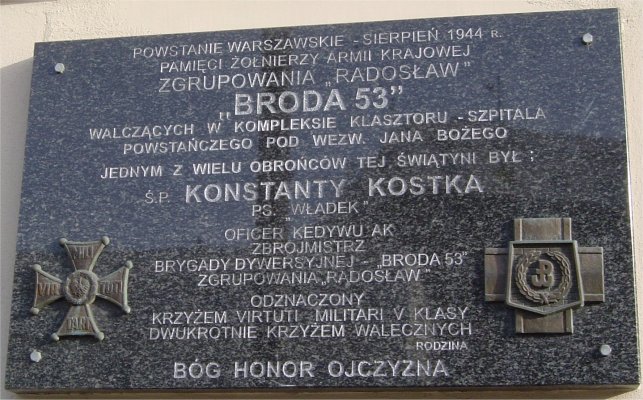 POWSTANIE WARSZAWSKIE - SIERPIEŃ 1944 R.
PAMIĘCI ŻOŁNIERZY ARMII KRAJOWEJ
ZGRUPOWANIA „RADOSŁAW”
„BRODA 53”
WALCZĄCYCH W KOMPLEKSIE KLASZTORU - SZPITALA
POWSTAŃCZEGO POD WEZW. JANA BOŻEGO
JEDNYM Z WIELU OBROŃCÓW TEJ ŚWIĄTYNI BYŁ :
Ś.P. KONSTANTY KOSTKA
PS. „WŁADEK”
OFICER KEDYWU AK
ZBROJMISTRZ
BRYGADY DYWERSYJNEJ - „BRODA 53”
ZGRUPOWANIA „RADOSŁAW”
ODZNACZONY
KRZYŻEM VIRTUTI MILITARI V KLASY
DWUKROTNIE KRZYŻEM WALECZNYCH
RODZINA
BÓG HONOR OJCZYZNA
VIR TUTI